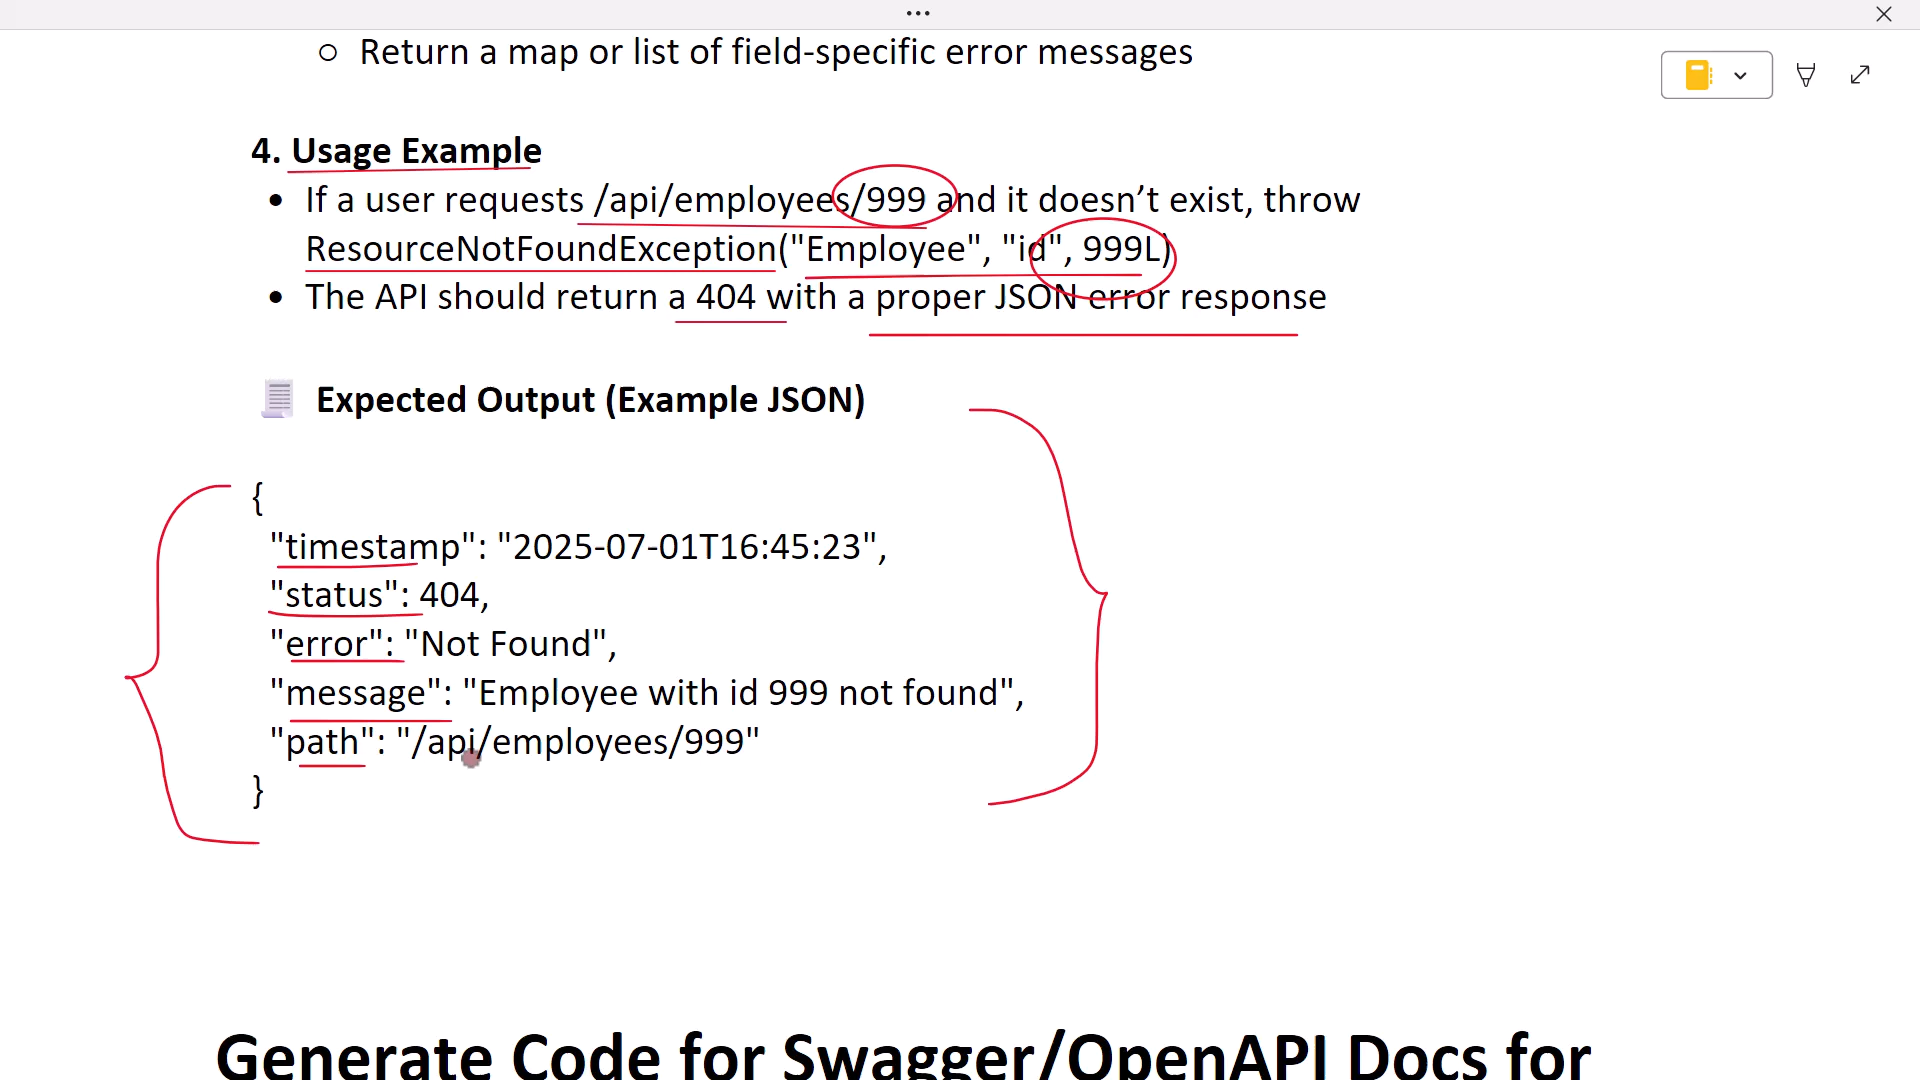 ○ Return a map or list of field-specific error messages
4. Usage Example
• If a user requests /api/employees/999 and it doesn’t exist, throw
ResourceNotFoundException("Employee", "id", 999L)
• The API should return a 404 with a proper JSON error response
Expected Output (Example JSON)
{
"timestamp": "2025-07-01T16:45:23",
"status": 404,
"error": "Not Found",
"message": "Employee with id 999 not found",
"path": "/api/employees/999"
}
Generate Code for Swagger/OpenAPI Docs for